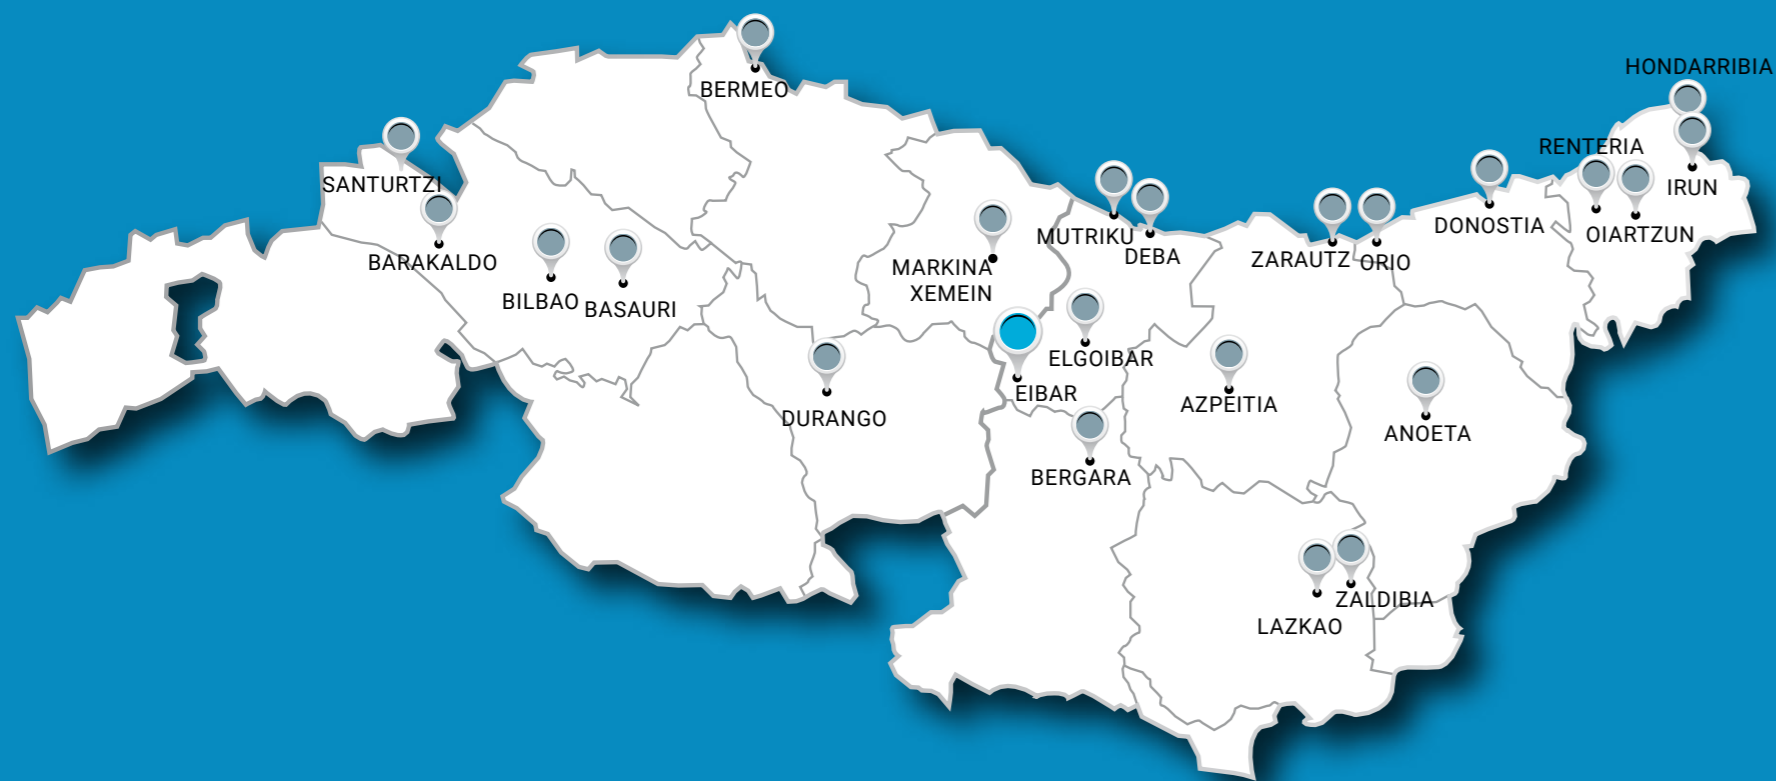 HONDARRIBIA
BERMEO
RENTERIA
SANTURTZI
IRUN
MUTRIKU
DONOSTIA
OIARTZUN
DEBA
ZARAUTZ
ORIO
BARAKALDO
MARKINA
XEMEIN
BILBAO
BASAURI
ELGOIBAR
EIBAR
AZPEITIA
DURANGO
ANOETA
BERGARA
ZALDIBIA
LAZKAO